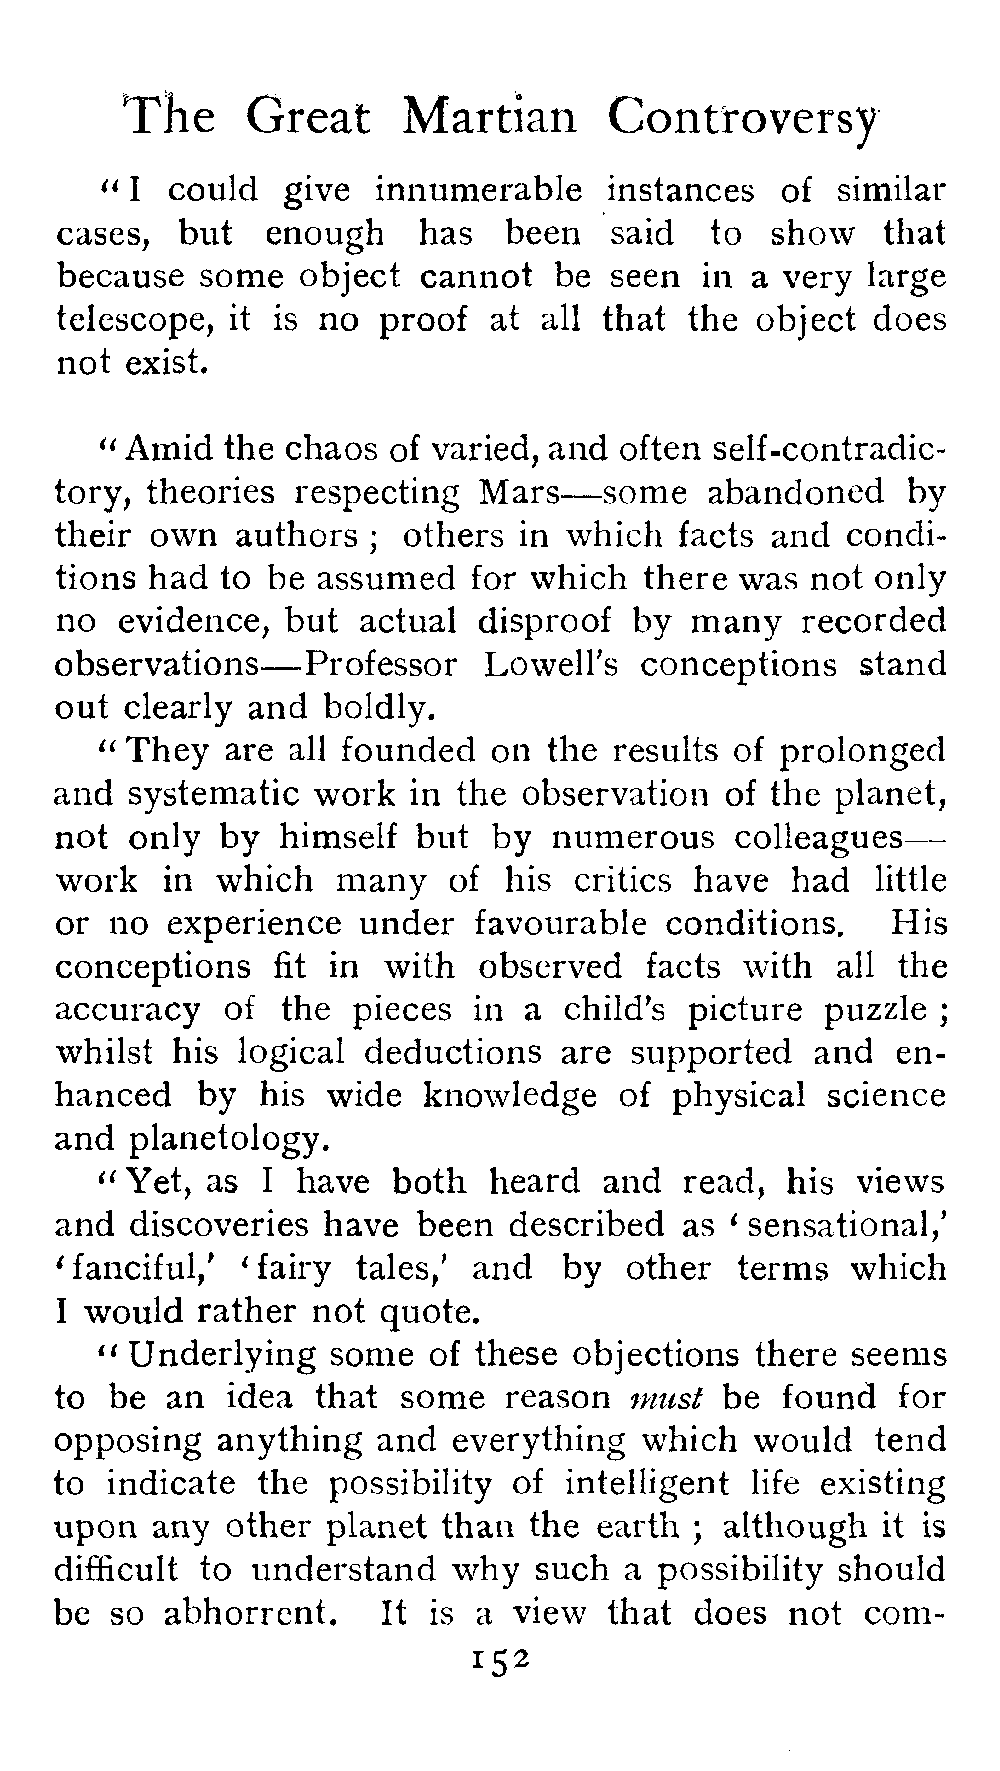 The Great Martian Controversy
“I could give innumerable instances of similar
cases, but enough has been said to show that
because some object cannot be seen in a very large
telescope, it is no proof at all that the object does
not exist.
“Amid the chaos of varied, and often self-contradic-
tory, theories respecting Mars—some abandoned by
their own authors; others in which facts and condi-
tions had to be assumed for which there was not only
no evidence, but actual disproof by many recorded
observations—Professor Lowell's conceptions stand
out clearly and boldly.
“They are all founded on the results of prolonged
and systematic work in the observation of the planet,
not only by himself but by numerous colleagues—
work in which many of his critics have had little
or no experience under favourable conditions. His
conceptions fit in with observed facts with all the
accuracy of the pieces in a child's picture puzzle;
whilst his logical deductions are supported and en-
hanced by his wide knowledge of physical science
and planetology.
“Yet, as I have both heard and read, his views
and discoveries have been described as ‘sensational,’
‘fanciful,’ ‘fairy tales,’ and by other terms which
I would rather not quote.
“Underlying some of these objections there seems
to be an idea that some reason must be found for
opposing anything and everything which would tend
to indicate the possibility of intelligent life existing
upon any other planet than the earth; although it is
difficult to understand why such a possibility should
be so abhorrent. It is a view that does not com-
152